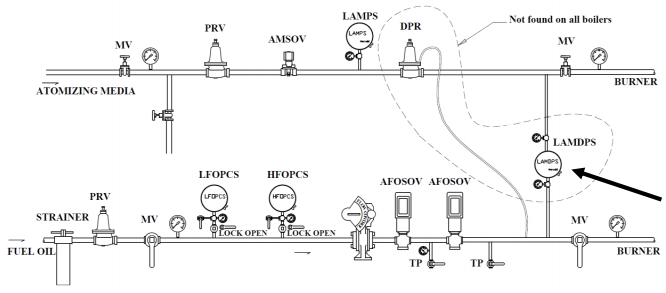 LAMPS
PRV
AMSOV
DPR
Not found on all boilers
MV
MV
LAMPS
ATOMIZING MEDIA
BURNER
LAMDPS
LAMDPS
LFOPCS
HFOPCS
AFOSOV
AFOSOV
PRV
LFOPCS
HFOPCS
STRAINER
MV
MV
LOCK OPEN
LOCK OPEN
FUEL OIL
BURNER
TP
TP